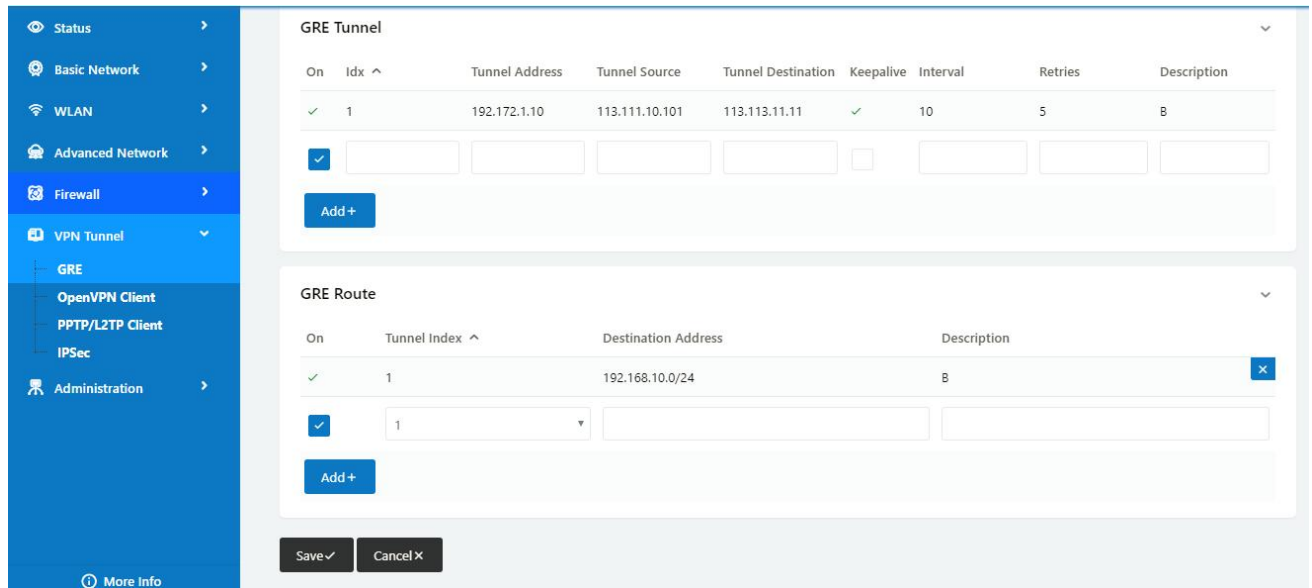 Status
Basic Network
WLAN
Advanced Network
Firewall
VPN Tunnel
GRE
OpenVPN Client
PPTP/L2TP Client
IPSec
Administration
More Info
GRE Tunnel
On Idx Tunnel Address Tunnel Source Tunnel Destination Keepalive Interval Retries Description
1 192.172.1.10 113.111.10.101 113.113.11.11 10 5 B
Add+
GRE Route
On Tunnel Index Destination Address Description
1 192.168.10.0/24 B
1
Add+
Save Cancel